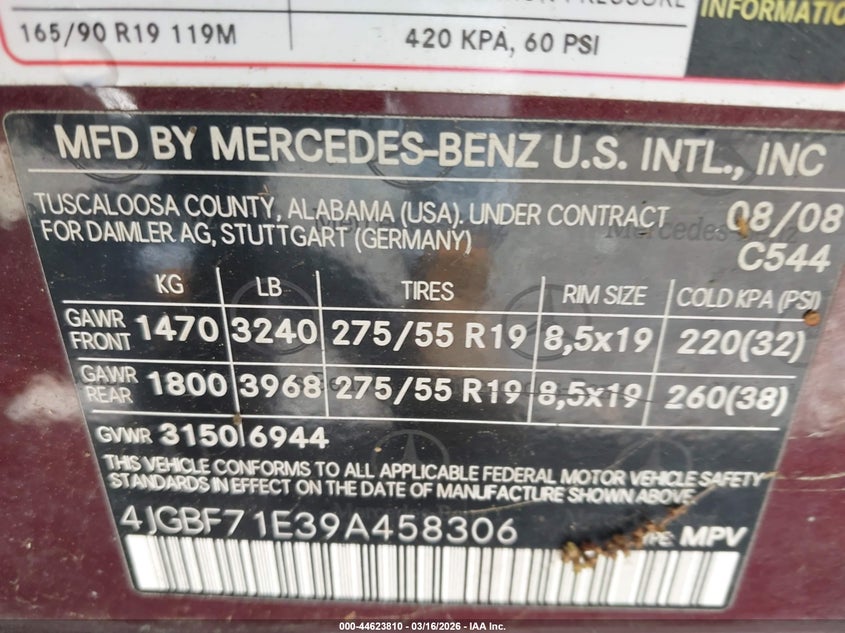 PRESSURE
INFORMATION
165/90 R19 119M 420 KPA, 60 PSI
MFD BY MERCEDES-BENZ U.S. INTL., INC
TUSCALOOSA COUNTY, ALABAMA (USA). UNDER CONTRACT 08/08
FOR DAIMLER AG, STUTTGART (GERMANY)
C544
KG LB TIRES RIM SIZE COLD KPA (PSI)
GAWR FRONT 1470 3240 275/55 R19 8,5x19 220(32)
GAWR REAR 1800 3968 275/55 R19 8,5x19 260(38)
GVWR 3150 6944
THIS VEHICLE CONFORMS TO ALL APPLICABLE FEDERAL MOTOR VEHICLE SAFETY
STANDARDS IN EFFECT ON THE DATE OF MANUFACTURE SHOWN ABOVE
4JGBF71E39A458306 TYPE: MPV
000-44623810 - 03/16/2026 - IAA Inc.